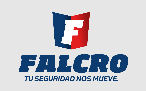 F
FALCRO
TU SEGURIDAD NOS MUEVE.